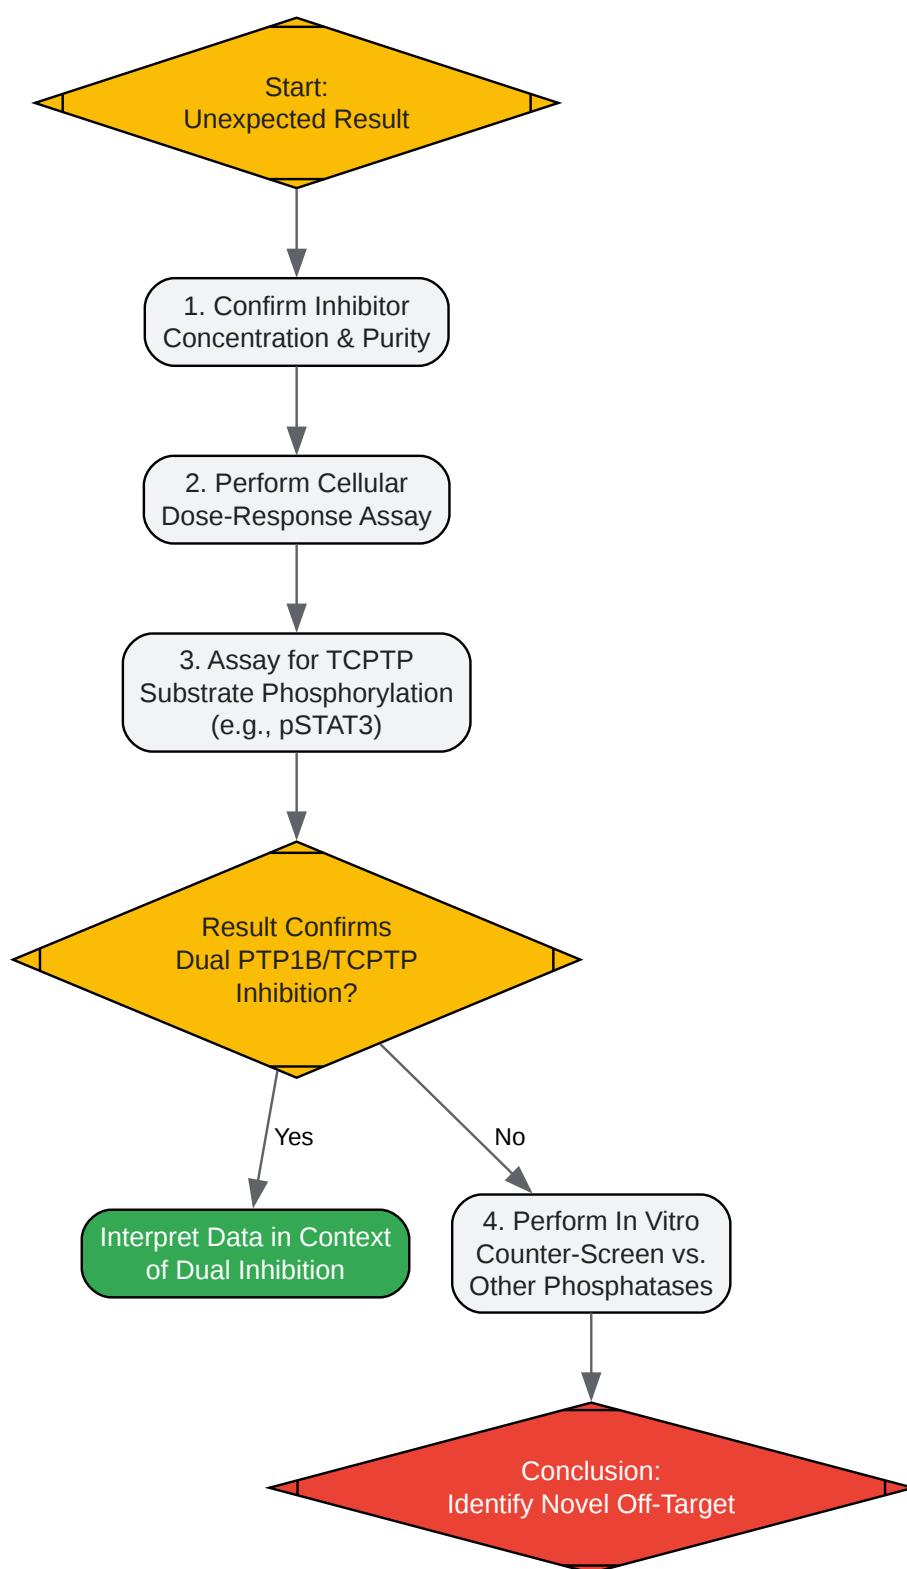 Start:
Unexpected Result
1. Confirm Inhibitor
Concentration & Purity
2. Perform Cellular
Dose-Response Assay
3. Assay for TCPTP
Substrate Phosphorylation
(e.g., pSTAT3)
Result Confirms
Dual PTP1B/TCPTP
Inhibition?
Yes
No
Interpret Data in Context
of Dual Inhibition
4. Perform In Vitro
Counter-Screen vs.
Other Phosphatases
Conclusion:
Identify Novel Off-Target